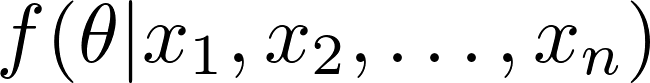 f(θ|x₁, x₂, . . . , xₙ)